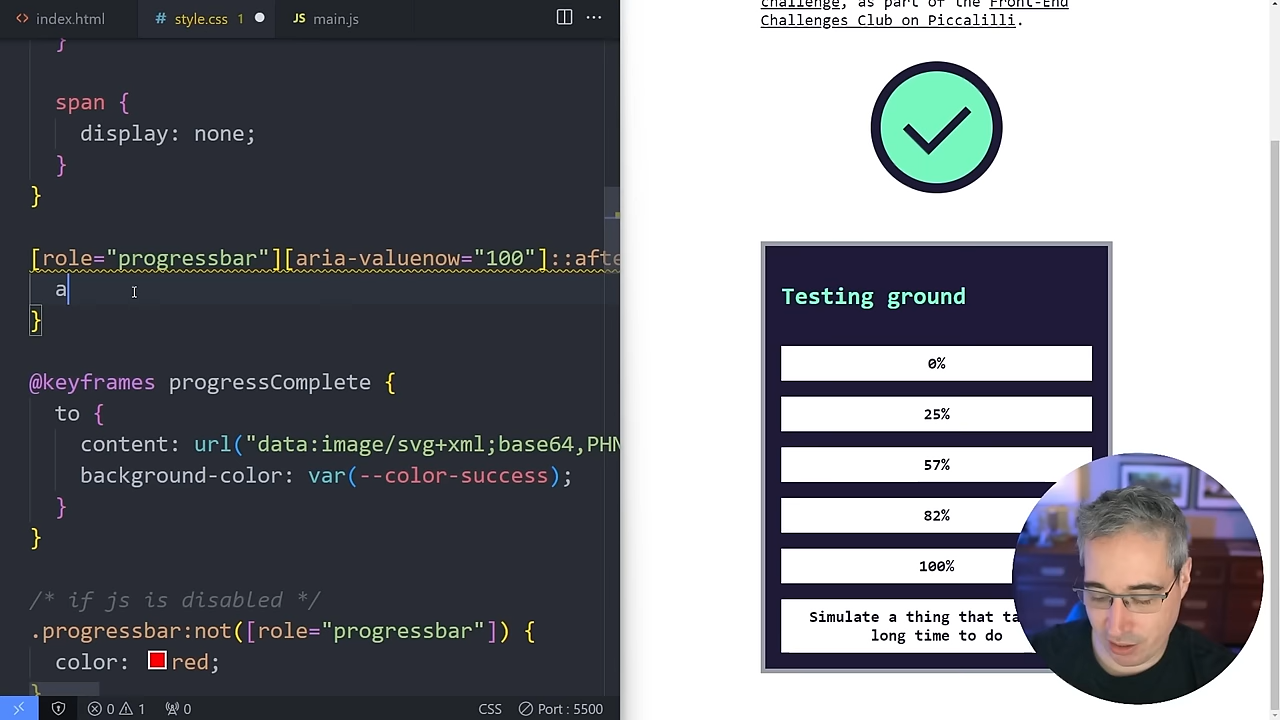 index.html
# style.css 1
JS main.js
}
span {
display: none;
}
}
[role="progressbar"][aria-valuenow="100"]::afte
a
}
@keyframes progressComplete {
to {
content: url("data:image/svg+xml;base64,PHN
background-color: var(--color-success);
}
}
/* if js is disabled */
.progressbar:not([role="progressbar"]) {
color: red;
}
0 1 0
CSS
Port : 5500
challenge, as part of the Front-End
Challenges Club on Piccalilli.
Testing ground
0%
25%
57%
82%
100%
Simulate a thing that
long time to do